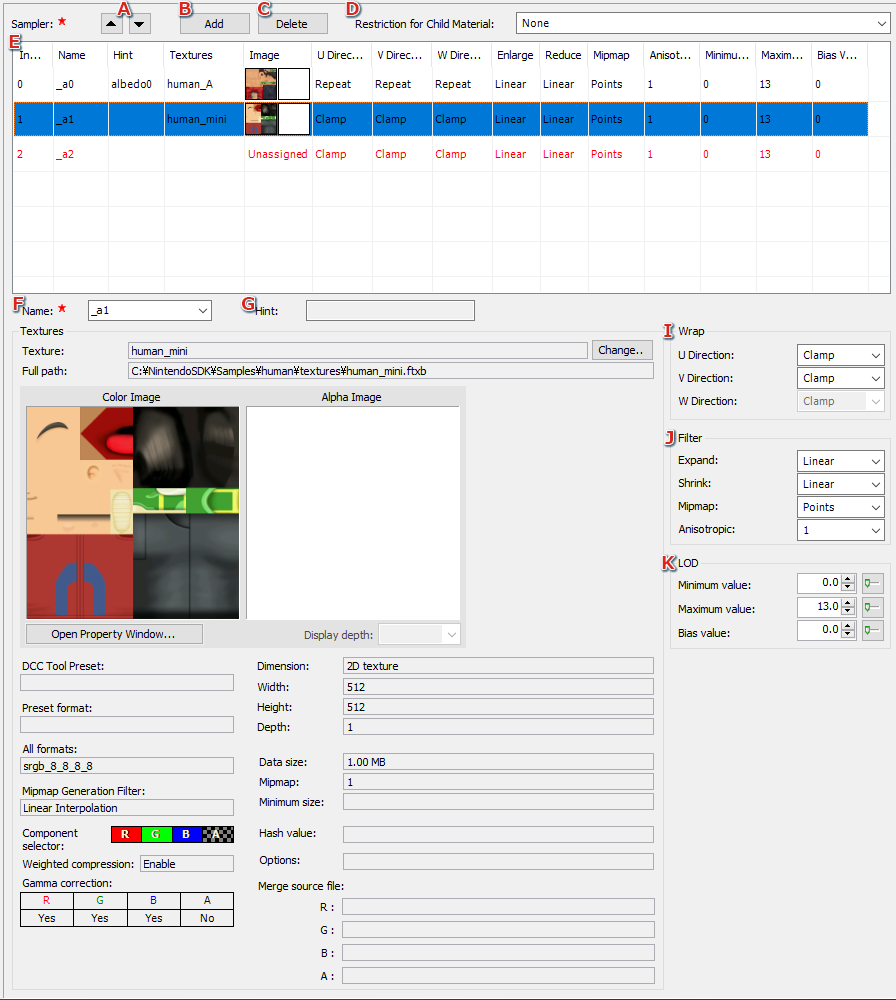 A B C D
Sampler: ★ Add Delete Restriction for Child Material: None
E
In... Name Hint Textures Image U Direc... V Direc... W Dire... Enlarge Reduce Mipmap Anisot... Minimu... Maxim... Bias V...
0 _a0 albedo0 human_A Repeat Repeat Repeat Linear Linear Points 1 0 13 0
1 _a1 human_mini Clamp Clamp Clamp Linear Linear Points 1 0 13 0
2 _a2 Unassigned Clamp Clamp Clamp Linear Linear Points 1 0 13 0
F Name: ★ _a1 G Hint:
Textures
Texture: human_mini Change..
Full path: C:¥NintendoSDK¥Samples¥human¥textures¥human_mini.ftxb
Color Image Alpha Image
Open Property Window... Display depth:
DCC Tool Preset:
Preset format:
All formats:
srgb_8_8_8_8
Mipmap Generation Filter:
Linear Interpolation
Component selector: R G B A
Weighted compression: Enable
Gamma correction:
R G B A
Yes Yes Yes No
Dimension: 2D texture
Width: 512
Height: 512
Depth: 1
Data size: 1.00 MB
Mipmap: 1
Minimum size:
Hash value:
Options:
Merge source file:
R :
G :
B :
A :
I Wrap
U Direction: Clamp
V Direction: Clamp
W Direction: Clamp
J Filter
Expand: Linear
Shrink: Linear
Mipmap: Points
Anisotropic: 1
K LOD
Minimum value: 0.0
Maximum value: 13.0
Bias value: 0.0